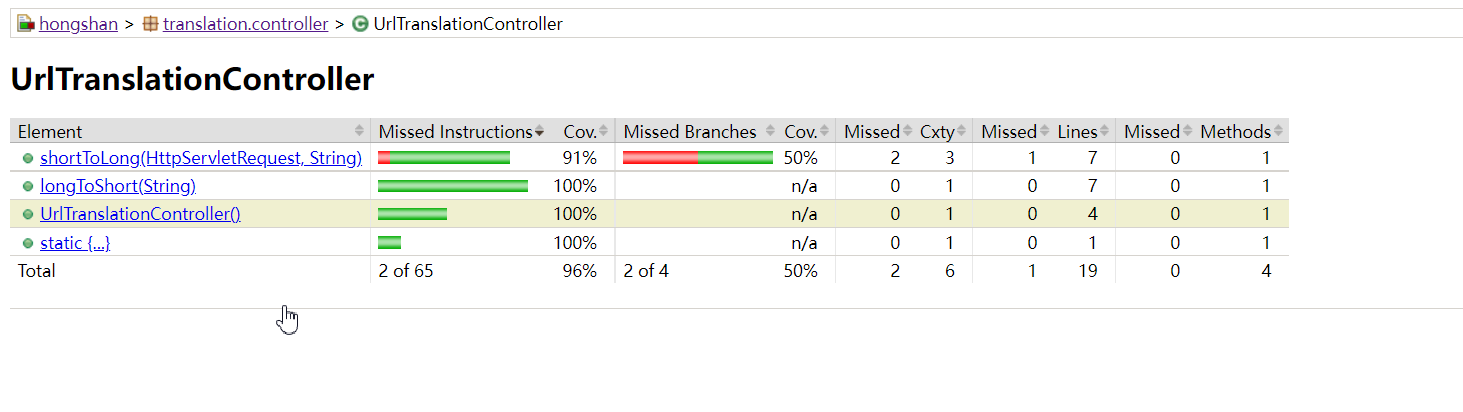 hongshan > translation.controller > UrlTranslationController
UrlTranslationController
Element Missed Instructions Cov. Missed Branches Cov. Missed Cxty Missed Lines Missed Methods
shortToLong(HttpServletRequest, String) 91% 50% 2 3 1 7 0 1
longToShort(String) 100% n/a 0 1 0 7 0 1
UrlTranslationController() 100% n/a 0 1 0 4 0 1
static {...} 100% n/a 0 1 0 1 0 1
Total 2 of 65 96% 2 of 4 50% 2 6 1 19 0 4